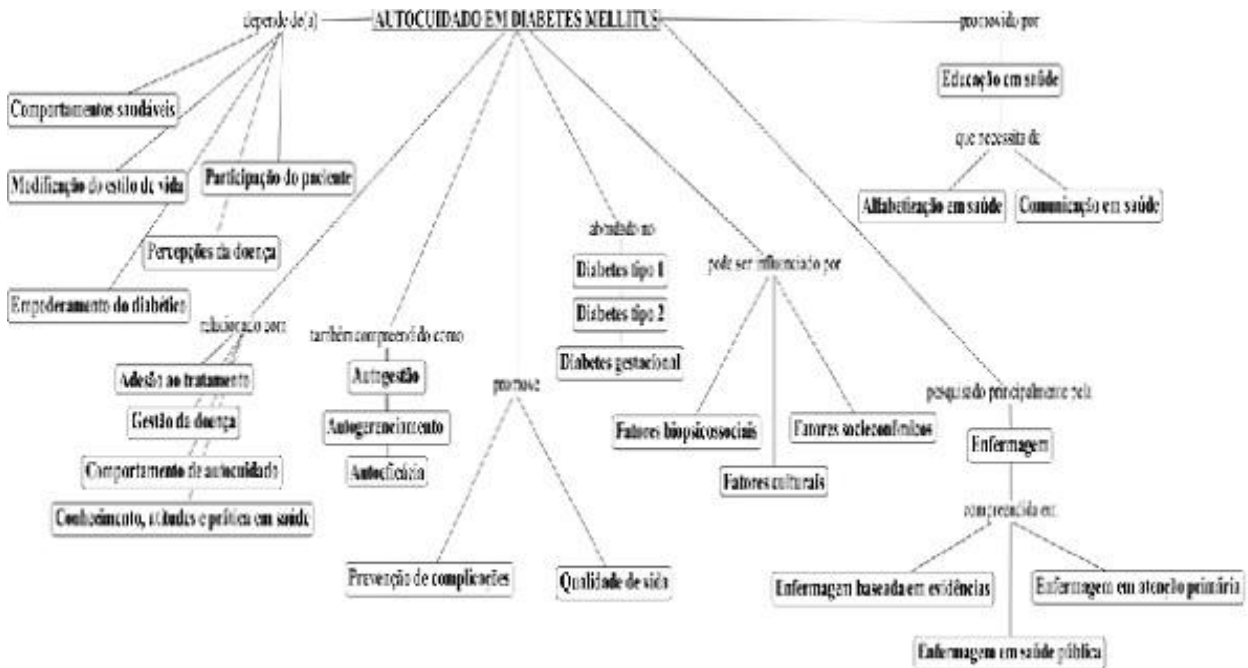 depende de(a)
AUTOCUIDADO EM DIABETES MELLITUS
promovido por
Educação em saúde
que necessita de
Alfabetização em saúde
Comunicação em saúde
Comportamentos saudáveis
Modificação do estilo de vida
Participação do paciente
Percepções da doença
Empoderamento do diabético
relacionado com
Adesão ao tratamento
Gestão da doença
Comportamento de autocuidado
Conhecimento, atitudes e prática em saúde
também compreendido como
Autogestão
Autogerenciamento
Autoeficácia
promove
Prevenção de complicações
Qualidade de vida
abordado no
Diabetes tipo 1
Diabetes tipo 2
Diabetes gestacional
pode ser influenciado por
Fatores biopsicossociais
Fatores culturais
Fatores socieconômicos
pesquisado principalmente pela
Enfermagem
compreendida em
Enfermagem baseada em evidências
Enfermagem em saúde pública
Enfermagem em atenção primária